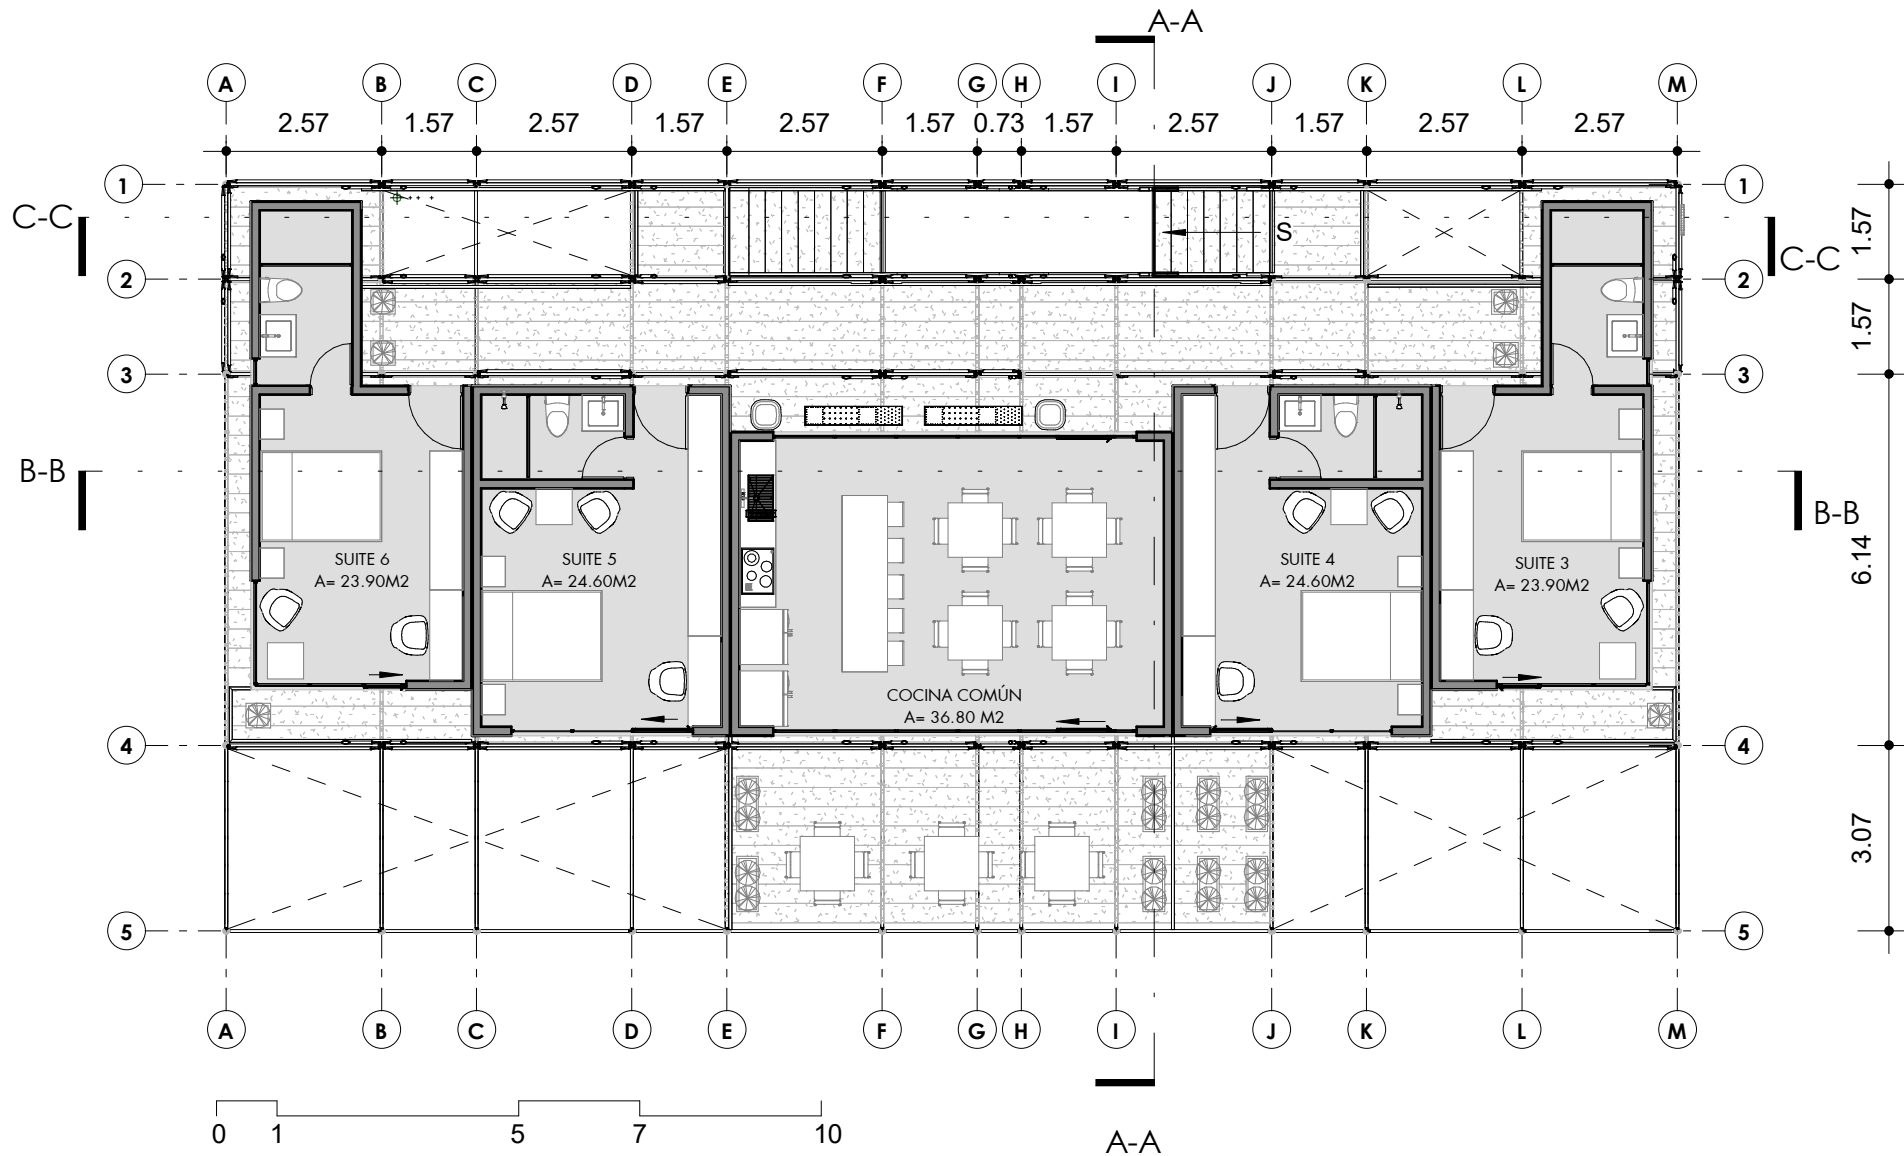 A-A
A B C D E F G H I J K L M
2.57 1.57 2.57 1.57 2.57 1.57 0.73 1.57 2.57 1.57 2.57 2.57
1 1
C-C S C-C
1.57
2 2
1.57
3 3
B-B B-B
SUITE 6 SUITE 5 SUITE 4 SUITE 3
A= 23.90M2 A= 24.60M2 A= 24.60M2 A= 23.90M2
6.14
COCINA COMÚN
A= 36.80 M2
4 4
3.07
5 5
A B C D E F G H I J K L M
0 1 5 7 10
A-A